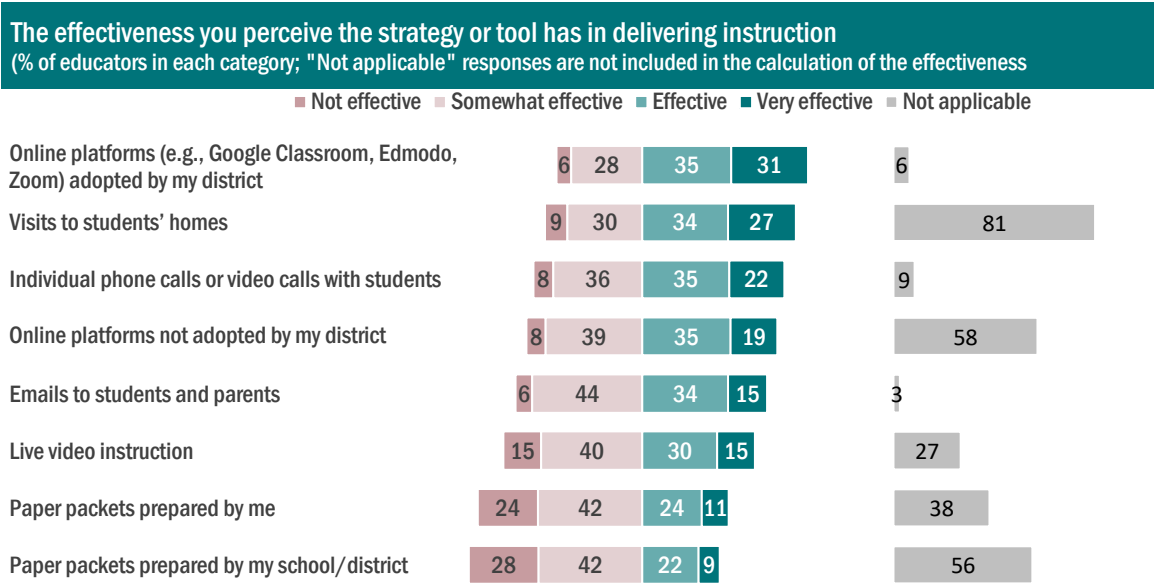 The effectiveness you perceive the strategy or tool has in delivering instruction
(% of educators in each category; "Not applicable" responses are not included in the calculation of the effectiveness
Not effective Somewhat effective Effective Very effective Not applicable
Online platforms (e.g., Google Classroom, Edmodo,
Zoom) adopted by my district
6 28 35 31 6
Visits to students’ homes
9 30 34 27 81
Individual phone calls or video calls with students
8 36 35 22 9
Online platforms not adopted by my district
8 39 35 19 58
Emails to students and parents
6 44 34 15 3
Live video instruction
15 40 30 15 27
Paper packets prepared by me
24 42 24 11 38
Paper packets prepared by my school/district
28 42 22 9 56